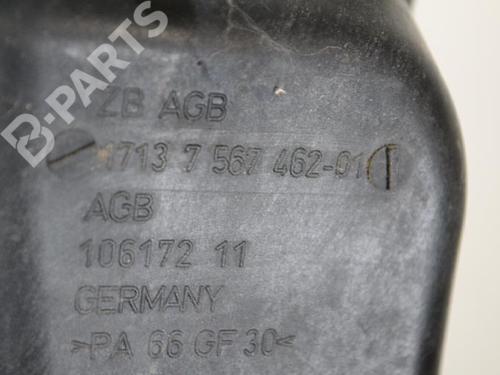 B-PARTS
ZB AGB
1713 7 567 462-01
AGB
106172 11
GERMANY
>PA 66 GF 30<